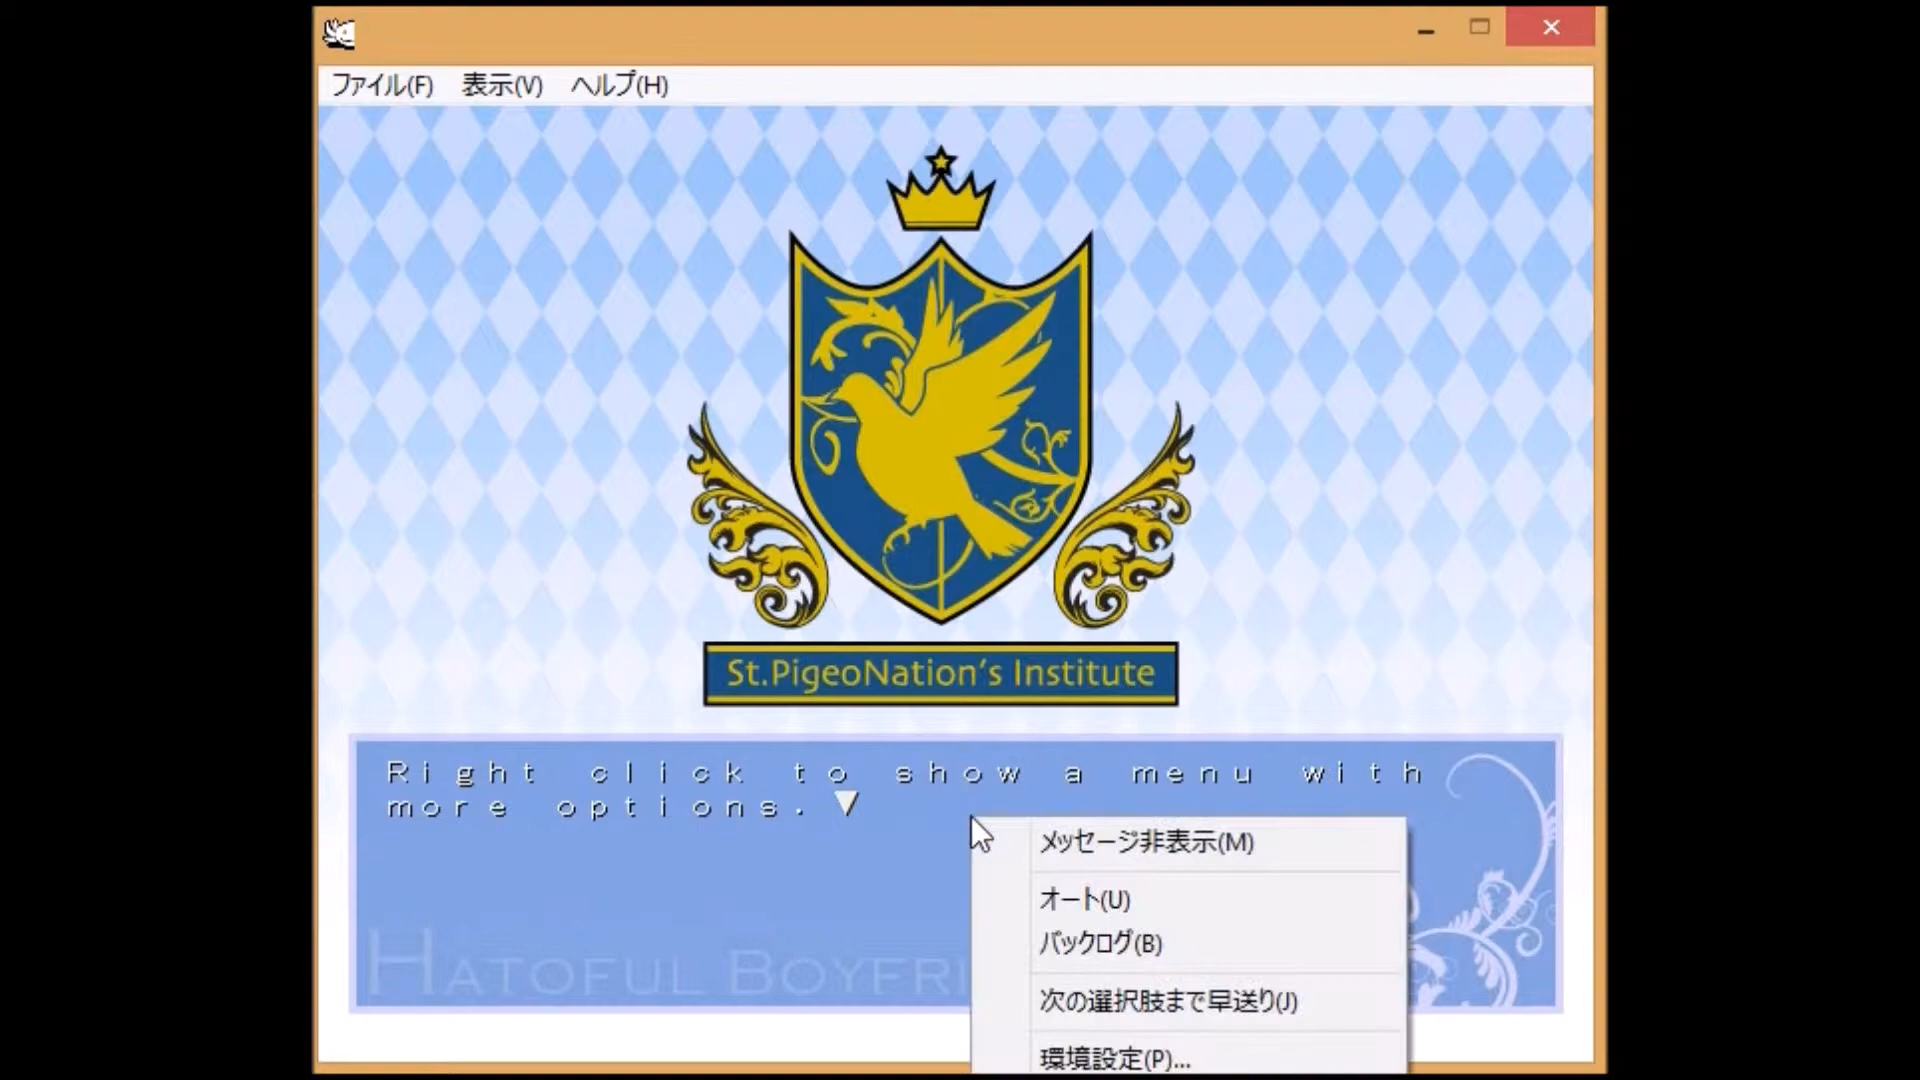 ファイル(F) 表示(V) ヘルプ(H)
St.PigeoNation's Institute
Right click to show a menu with
more options.▼
HATOFUL BOYFRI
メッセージ非表示(M)
オート(U)
バックログ(B)
次の選択肢まで早送り(J)
環境設定(P)...